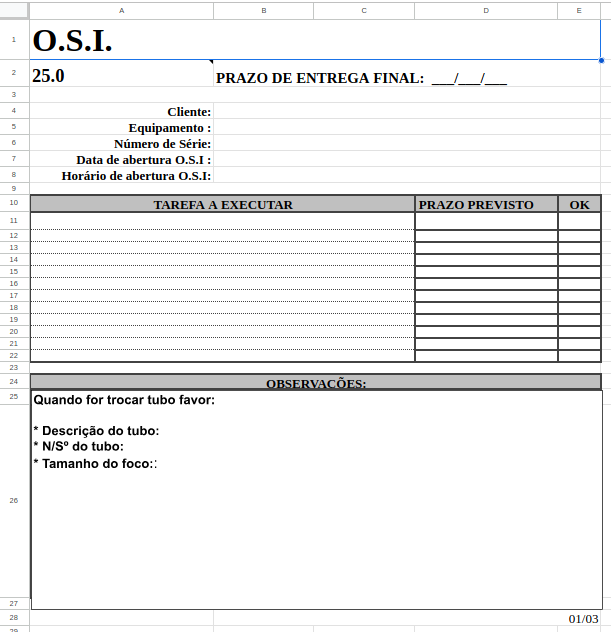 A B C D E
1 O.S.I.
2 25.0 PRAZO DE ENTREGA FINAL: ___/___/___
3
4 Cliente:
5 Equipamento :
6 Número de Série:
7 Data de abertura O.S.I :
8 Horário de abertura O.S.I:
9
10 TAREFA A EXECUTAR PRAZO PREVISTO OK
11
12
13
14
15
16
17
18
19
20
21
22
23
24 OBSERVAÇÕES:
25 Quando for trocar tubo favor:
* Descrição do tubo:
* N/Sº do tubo:
* Tamanho do foco::
26
27
28 01/03
29